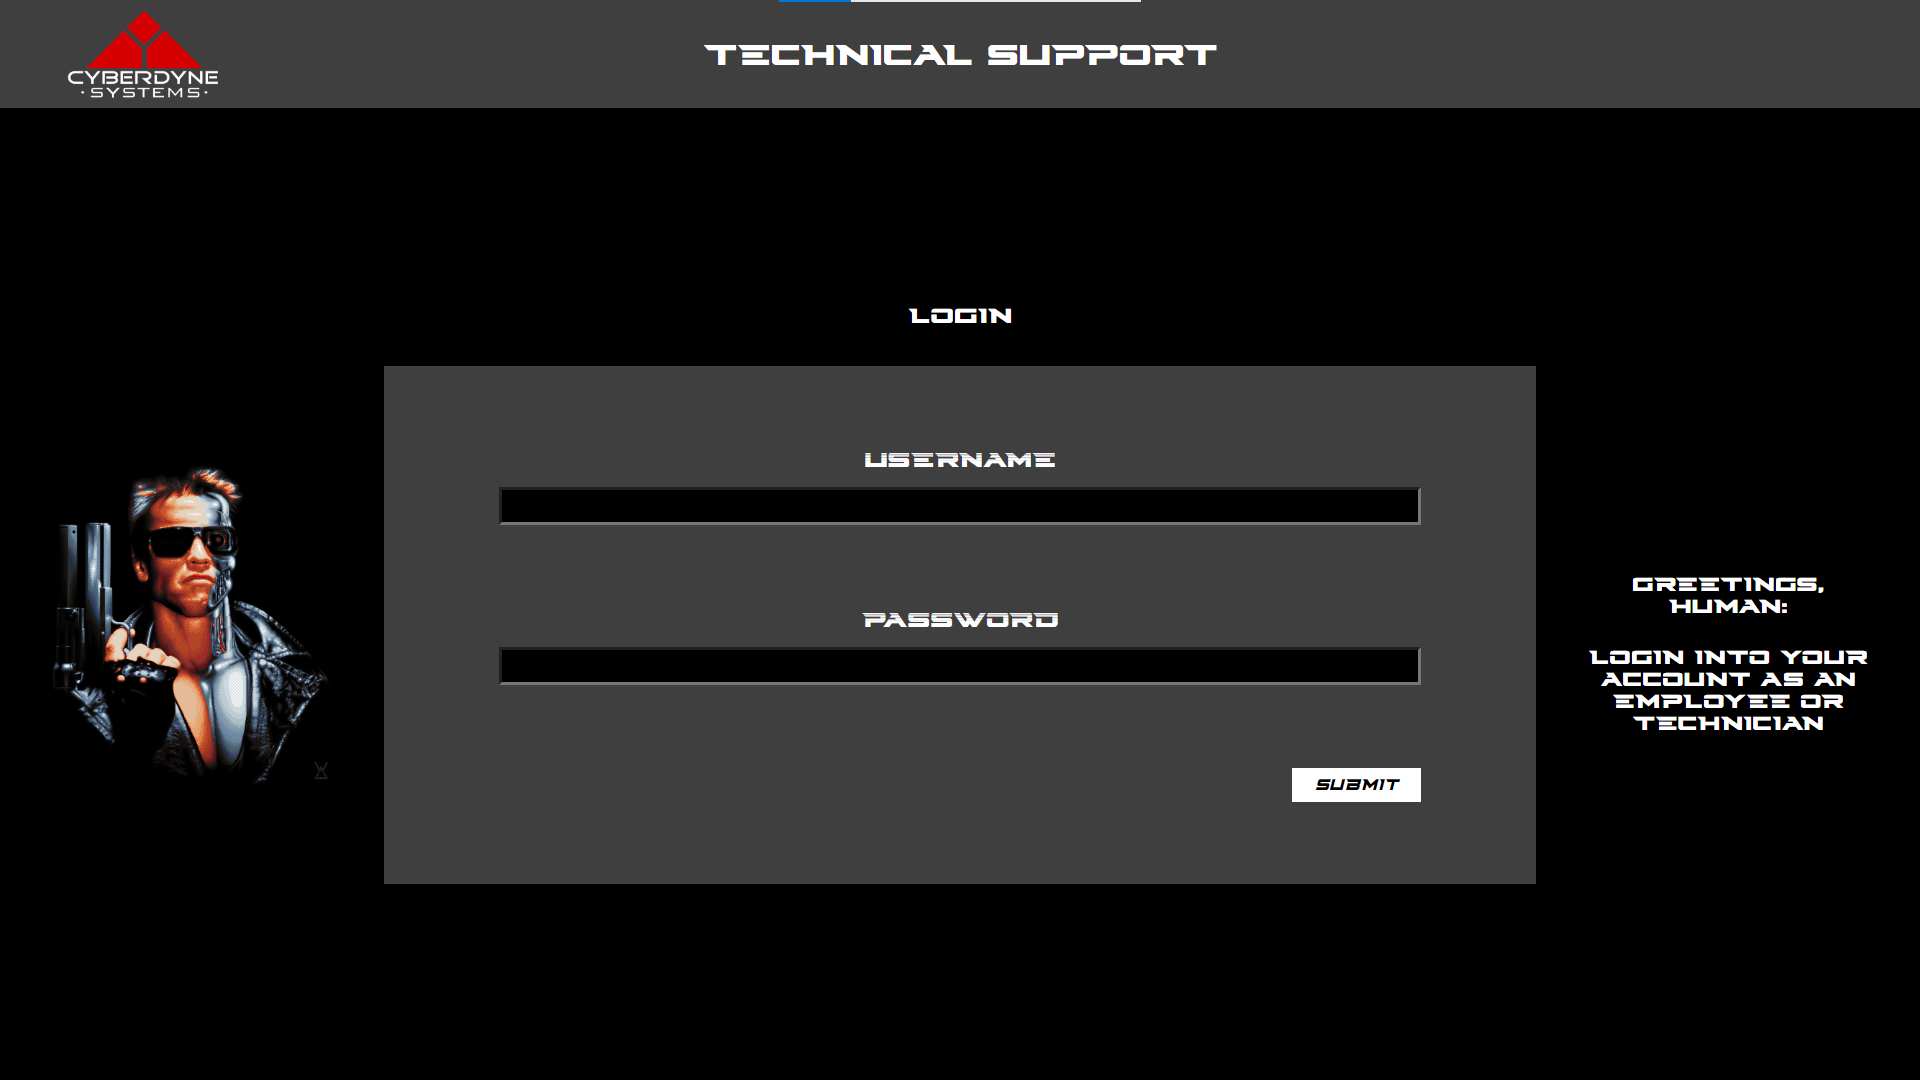 CYBERDYNE
·SYSTEMS·
TECHNICAL SUPPORT
LOGIN
USERNAME
PASSWORD
SUBMIT
GREETINGS,
HUMAN:
LOGIN INTO YOUR
ACCOUNT AS AN
EMPLOYEE OR
TECHNICIAN